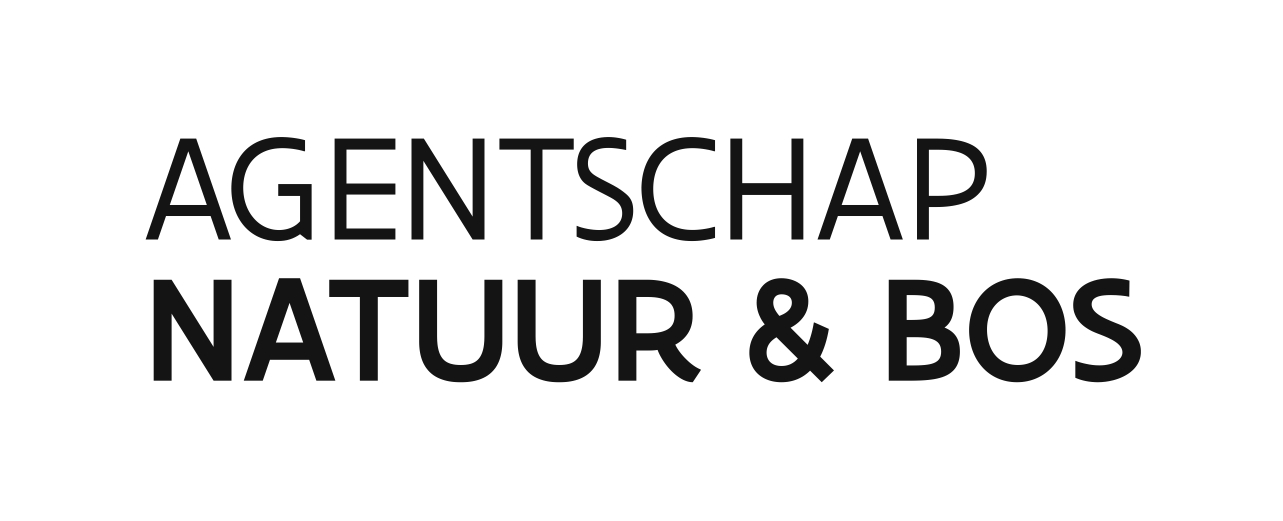 AGENTSCHAP
NATUUR & BOS